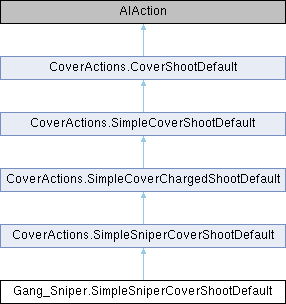 AIAction
CoverActions.CoverShootDefault
CoverActions.SimpleCoverShootDefault
CoverActions.SimpleCoverChargedShootDefault
CoverActions.SimpleSniperCoverShootDefault
Gang_Sniper.SimpleSniperCoverShootDefault